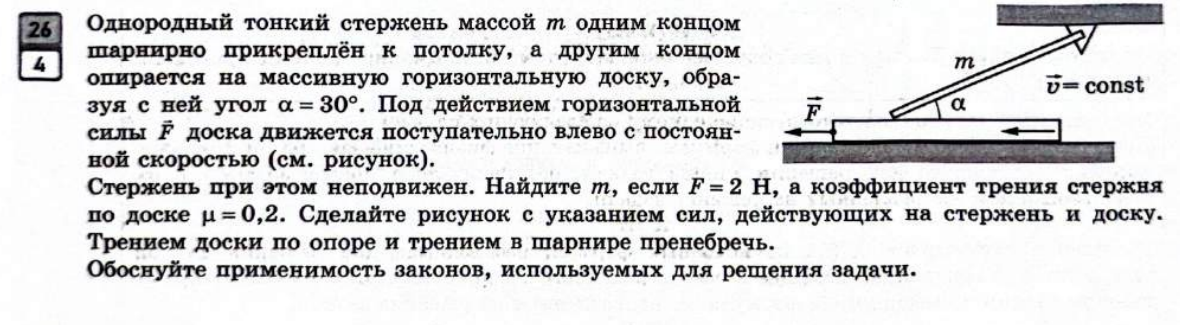 26
4
Однородный тонкий стержень массой m одним концом
шарнирно прикреплён к потолку, а другим концом
опирается на массивную горизонтальную доску, обра-
зуя с ней угол α = 30°. Под действием горизонтальной
силы F⃗ доска движется поступательно влево с постоян-
ной скоростью (см. рисунок).
Стержень при этом неподвижен. Найдите m, если F = 2 Н, а коэффициент трения стержня
по доске μ = 0,2. Сделайте рисунок с указанием сил, действующих на стержень и доску.
Трением доски по опоре и трением в шарнире пренебречь.
Обоснуйте применимость законов, используемых для решения задачи.
m
α
v⃗ = const
F⃗